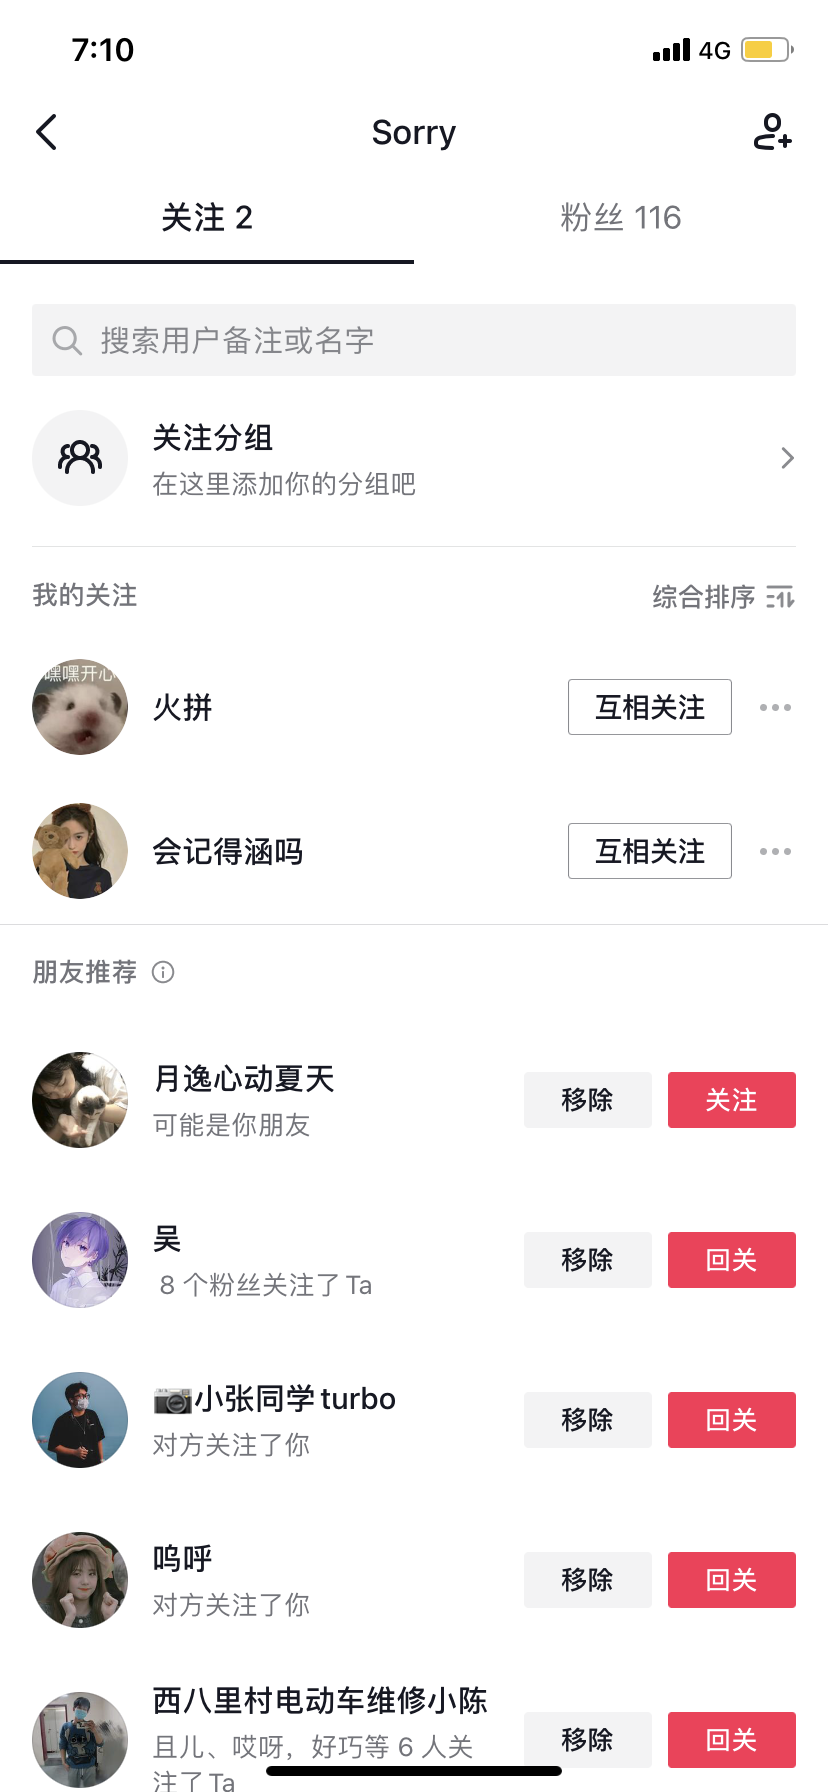 7:10
4G
Sorry
关注 2
粉丝 116
搜索用户备注或名字
关注分组
在这里添加你的分组吧
我的关注
综合排序
嘿嘿开心
火拼
互相关注
会记得涵吗
互相关注
朋友推荐
月逸心动夏天
可能是你朋友
移除
关注
吴
8 个粉丝关注了 Ta
移除
回关
📷小张同学 turbo
对方关注了你
移除
回关
呜呼
对方关注了你
移除
回关
西八里村电动车维修小陈
且儿、哎呀，好巧等 6 人关
注了 Ta
移除
回关